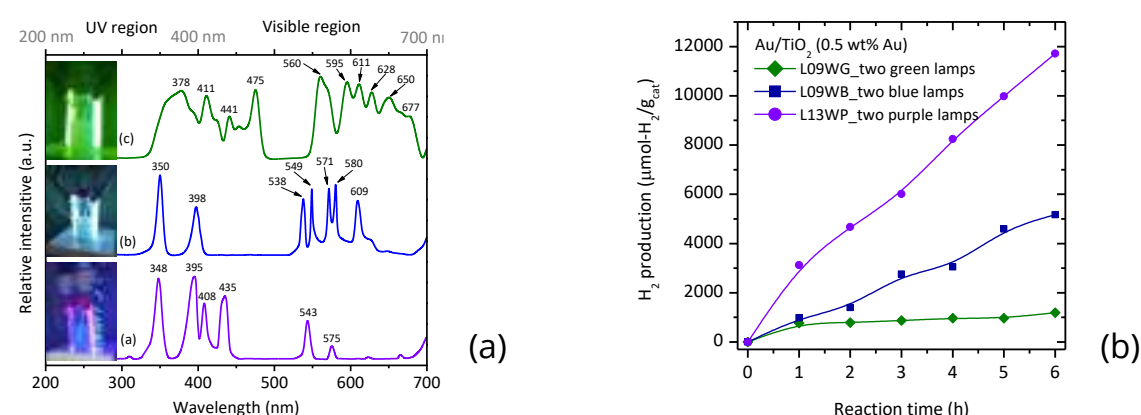 UV region Visible region
200 nm 400 nm 700 n
378 411 441 475 560 595 611 628 650 677
(c)
350 398 538 549 571 580 609
(b)
348 395 408 435 543 575
(a)
Relative intensitive (a.u.)
200 300 400 500 600 700
Wavelength (nm)
(a)
Au/TiO2 (0.5 wt% Au)
L09WG_two green lamps
L09WB_two blue lamps
L13WP_two purple lamps
H2 production (µmol-H2/gcat)
12000
10000
8000
6000
4000
2000
0
0 1 2 3 4 5 6
Reaction time (h)
(b)